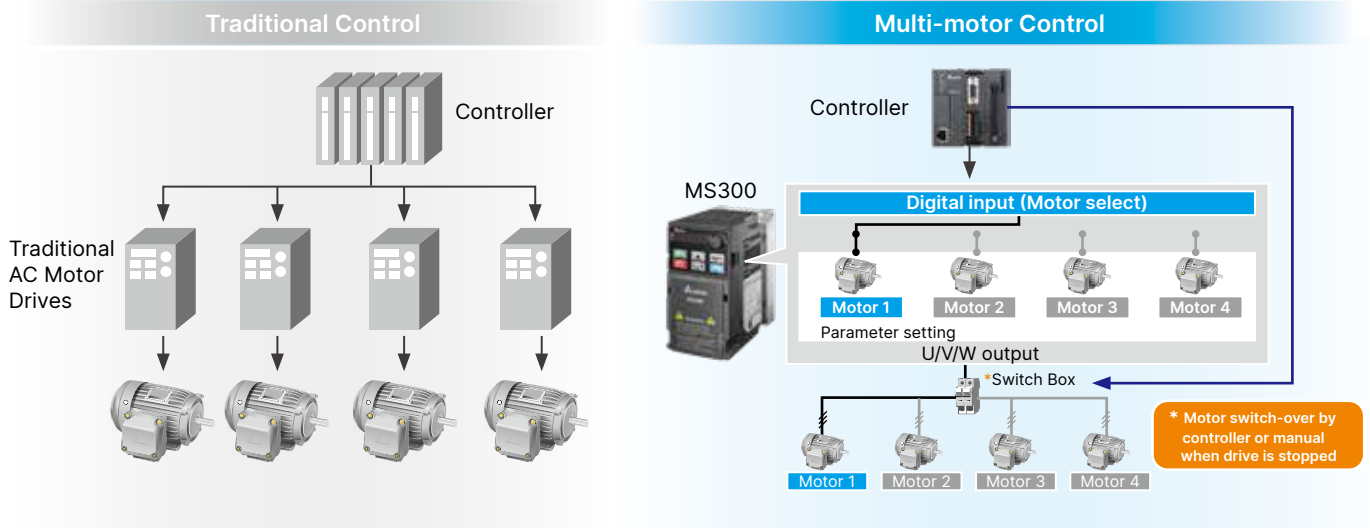 Traditional Control
Controller
Traditional
AC Motor
Drives
Multi-motor Control
Controller
MS300
Digital input (Motor select)
Motor 1
Motor 2
Motor 3
Motor 4
Parameter setting
U/V/W output
*Switch Box
Motor 1
Motor 2
Motor 3
Motor 4
* Motor switch-over by
controller or manual
when drive is stopped